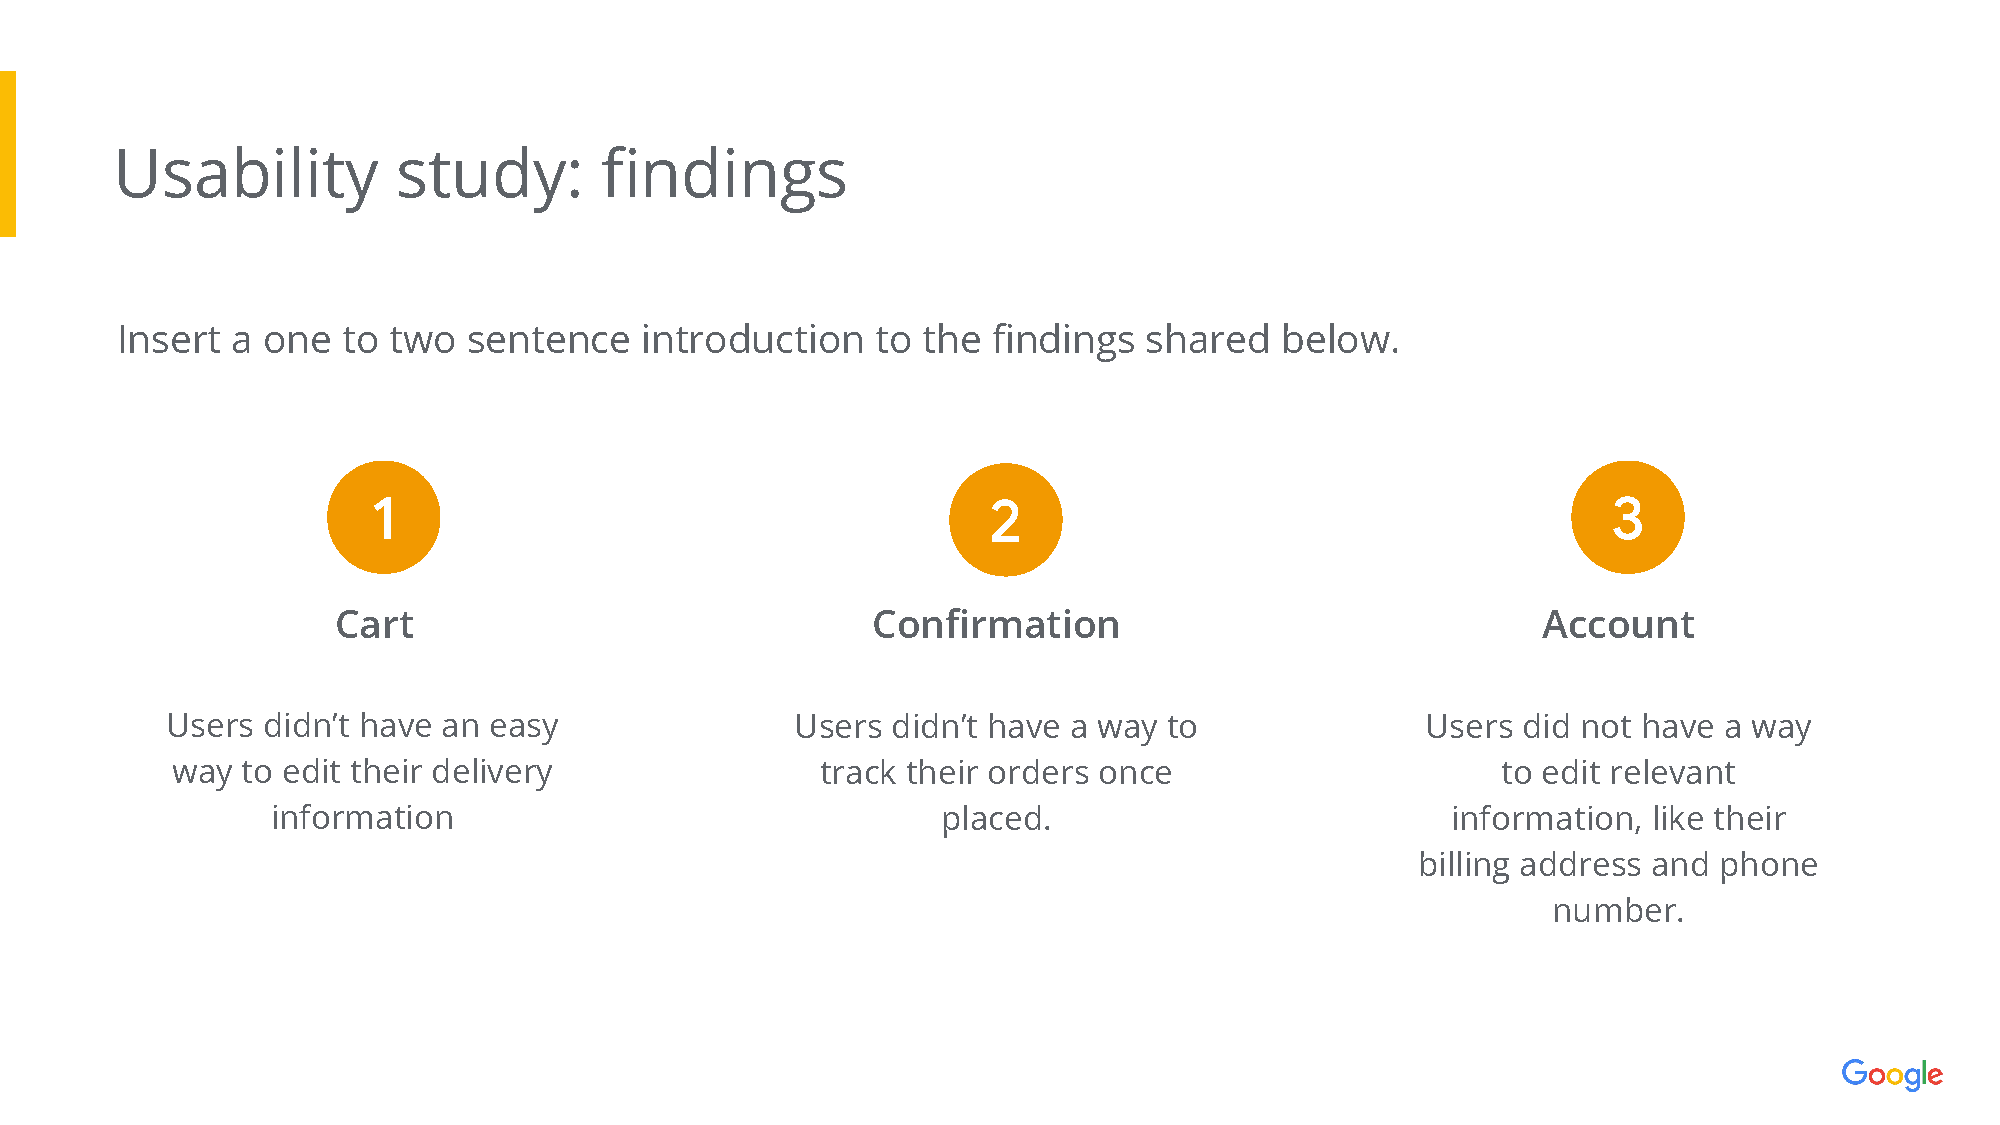 Usability study: findings
Insert a one to two sentence introduction to the findings shared below.
1
Cart
Users didn’t have an easy
way to edit their delivery
information
2
Confirmation
Users didn’t have a way to
track their orders once
placed.
3
Account
Users did not have a way
to edit relevant
information, like their
billing address and phone
number.
Google